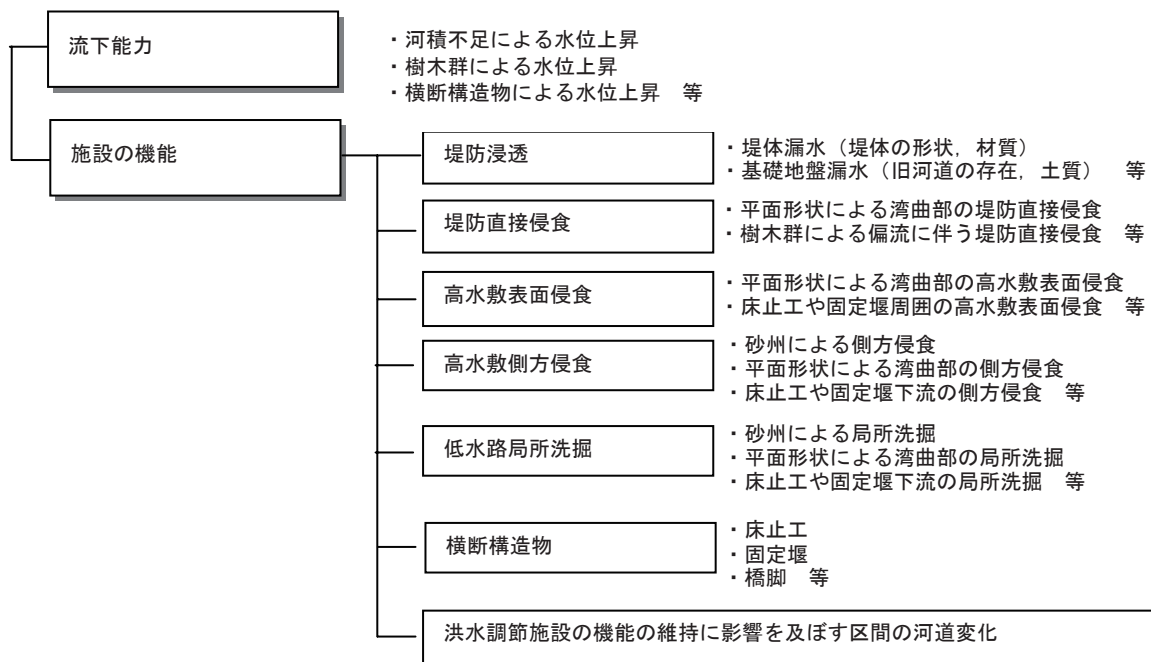 流下能力
・河積不足による水位上昇
・樹木群による水位上昇
・横断構造物による水位上昇　等
施設の機能
堤防浸透
・堤体漏水（堤体の形状，材質）
・基礎地盤漏水（旧河道の存在，土質）　等
堤防直接侵食
・平面形状による湾曲部の堤防直接侵食
・樹木群による偏流に伴う堤防直接侵食　等
高水敷表面侵食
・平面形状による湾曲部の高水敷表面侵食
・床止工や固定堰周囲の高水敷表面侵食　等
高水敷側方侵食
・砂州による側方侵食
・平面形状による湾曲部の側方侵食
・床止工や固定堰下流の側方侵食　等
低水路局所洗掘
・砂州による局所洗掘
・平面形状による湾曲部の局所洗掘
・床止工や固定堰下流の局所洗掘　等
横断構造物
・床止工
・固定堰
・橋脚　等
洪水調節施設の機能の維持に影響を及ぼす区間の河道変化